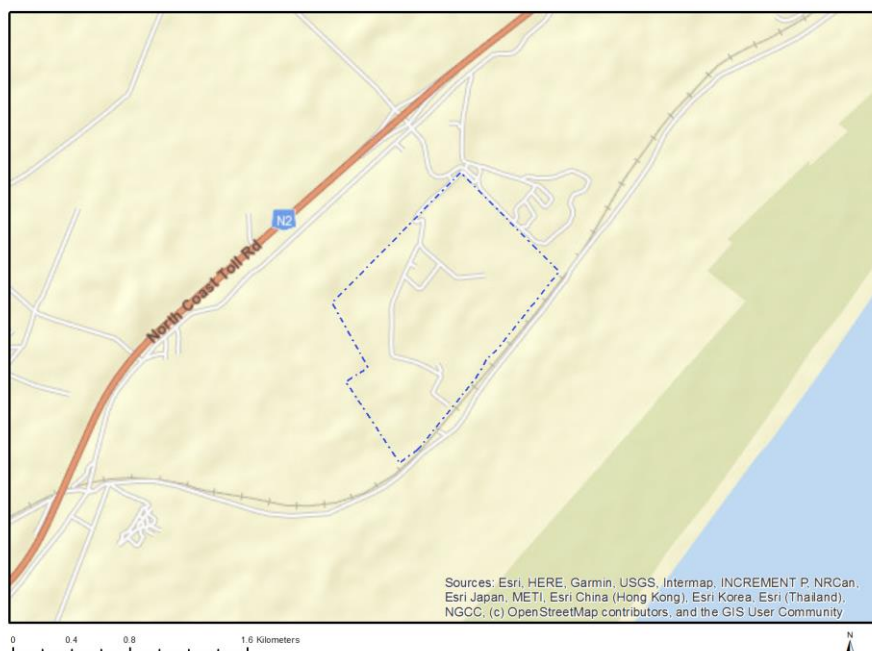 N2
North Coast Toll Rd
Sources: Esri, HERE, Garmin, USGS, Intermap, INCREMENT P, NRCan,
Esri Japan, METI, Esri China (Hong Kong), Esri Korea, Esri (Thailand),
NGCC, (c) OpenStreetMap contributors, and the GIS User Community
0 0.4 0.8 1.6 Kilometers
N